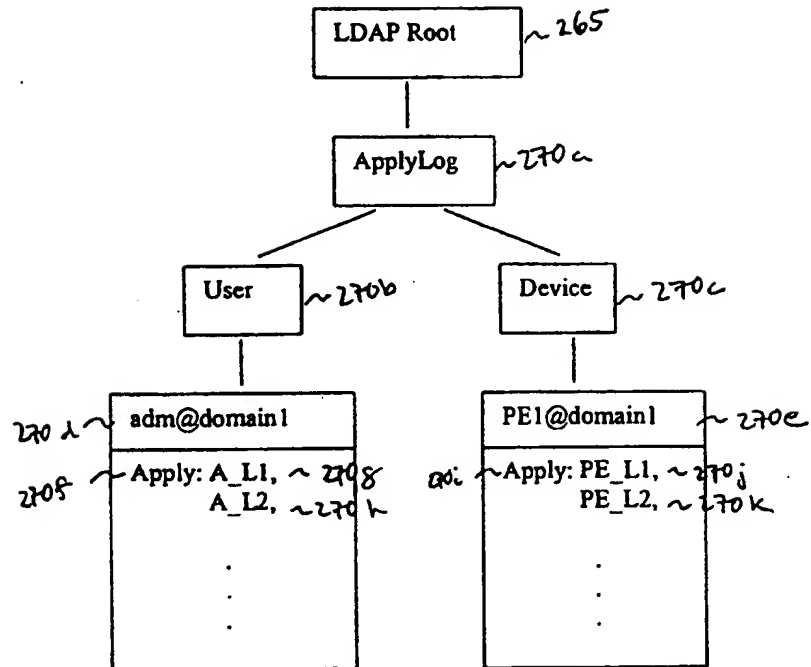 LDAP Root ~ 265
ApplyLog ~ 270a
User ~ 270b
Device ~ 270c
270d ~ adm@domain1
PE1@domain1 ~ 270e
270f ~ Apply: A_L1, ~ 270g
A_L2, ~ 270h
270i ~ Apply: PE_L1, ~ 270j
PE_L2, ~ 270k